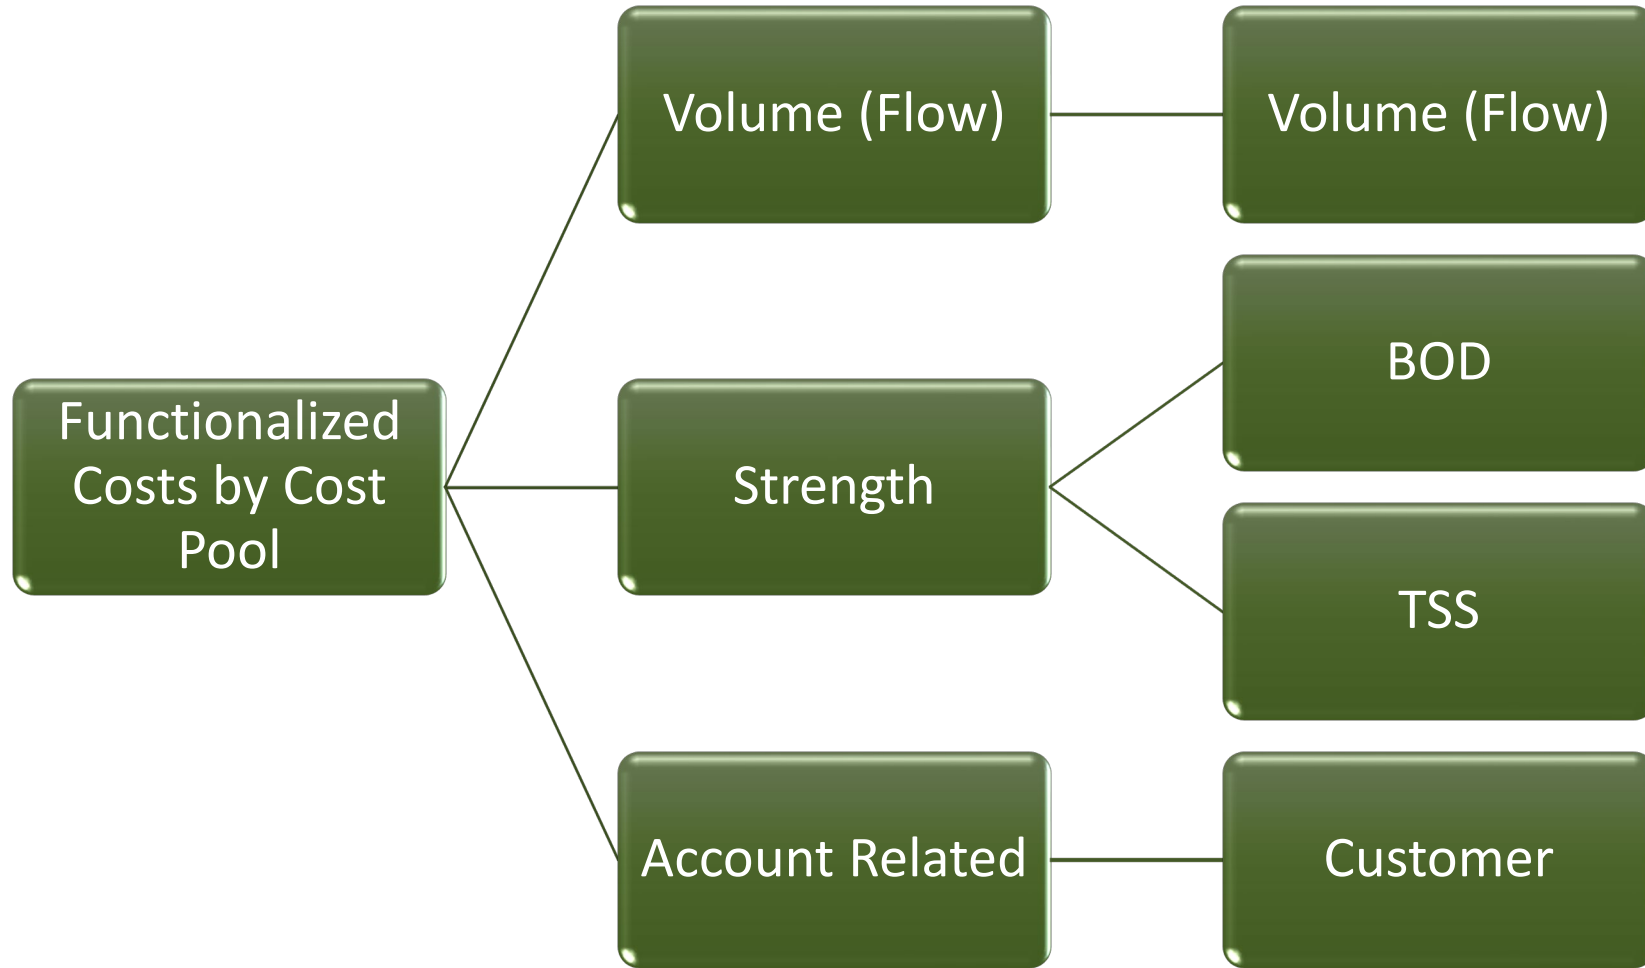 Volume (Flow)
Volume (Flow)
BOD
Functionalized
Costs by Cost
Pool
Strength
TSS
Account Related
Customer